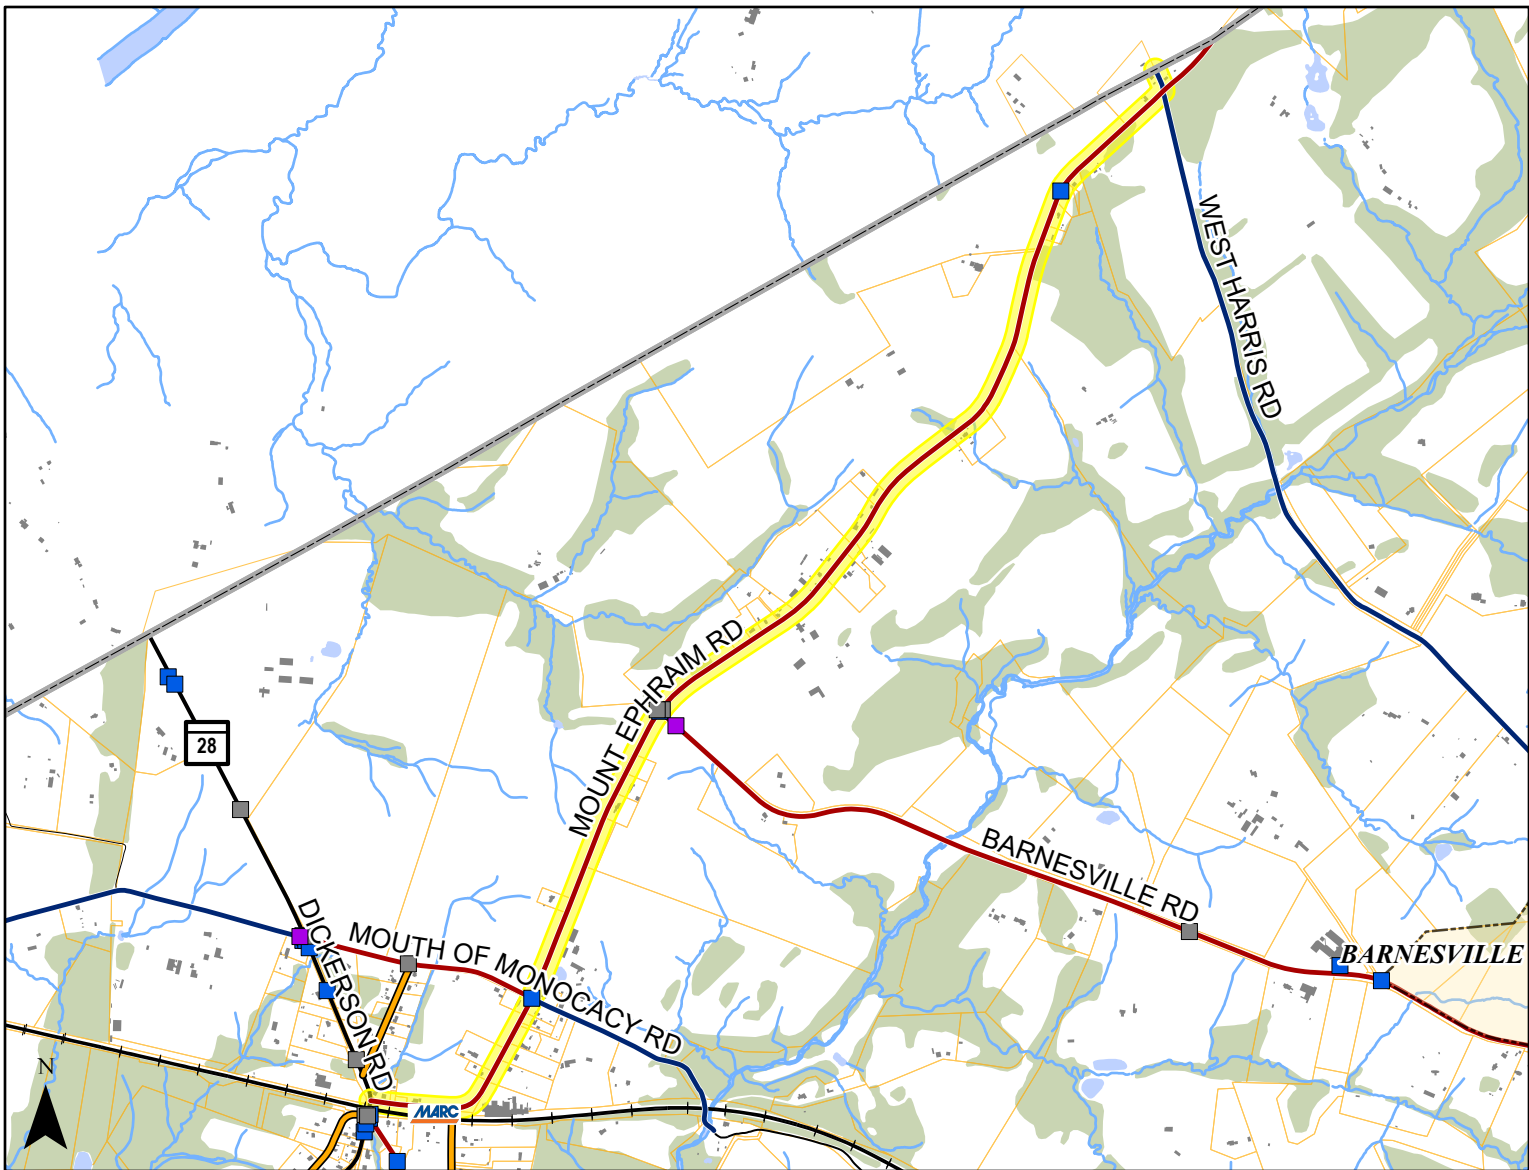 WEST HARRIS RD
MOUNT EPHRAIM RD
28
BARNESVILLE RD
DICKERSON RD
MOUTH OF MONOCACY RD
BARNESVILLE
N
MARC